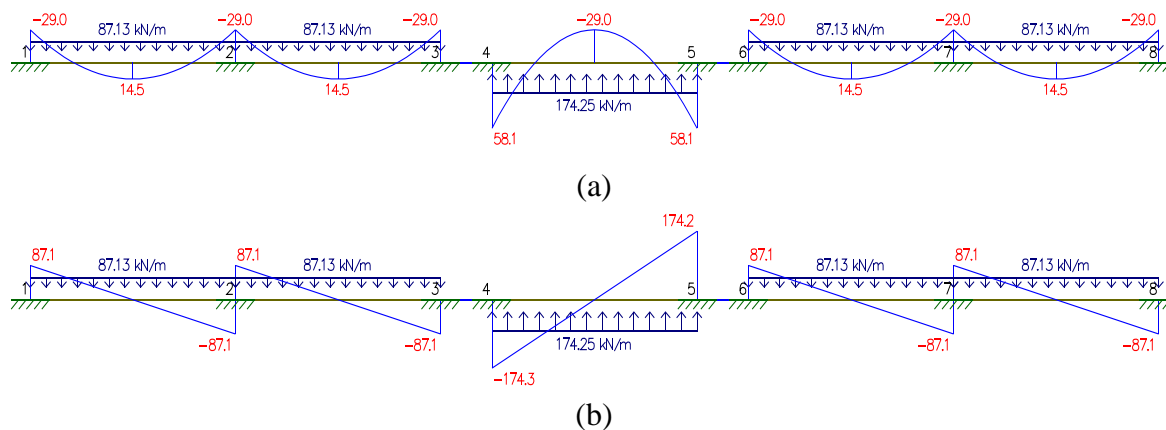 -29.0 -29.0 -29.0 -29.0 -29.0 -29.0 -29.0
87.13 kN/m 87.13 kN/m 87.13 kN/m 87.13 kN/m
1 2 3 4 5 6 7 8
14.5 14.5 14.5 14.5
174.25 kN/m
58.1 58.1
(a)
174.2
87.1 87.1 87.1 87.1
87.13 kN/m 87.13 kN/m 87.13 kN/m 87.13 kN/m
1 2 3 4 5 6 7 8
-87.1 -87.1 174.25 kN/m -87.1 -87.1
-174.3
(b)